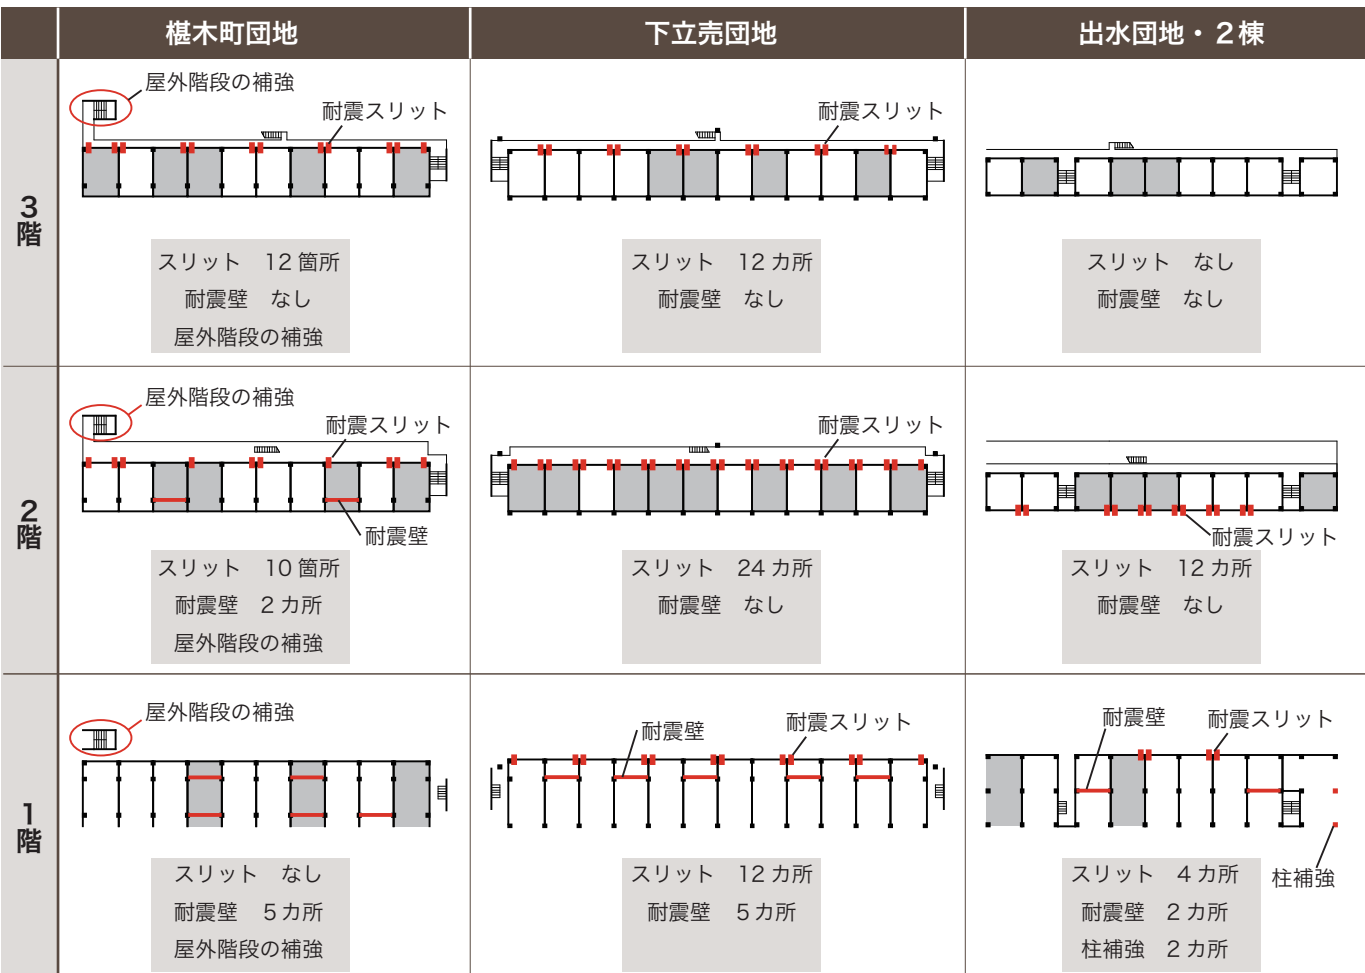 椹木町団地
下立売団地
出水団地・２棟
3階
屋外階段の補強
耐震スリット
スリット　12 箇所
耐震壁　なし
屋外階段の補強
耐震スリット
スリット　12 カ所
耐震壁　なし
スリット　なし
耐震壁　なし
2階
屋外階段の補強
耐震スリット
耐震壁
スリット　10 箇所
耐震壁　2 カ所
屋外階段の補強
耐震スリット
スリット　24 カ所
耐震壁　なし
耐震スリット
スリット　12 カ所
耐震壁　なし
1階
屋外階段の補強
スリット　なし
耐震壁　5 カ所
屋外階段の補強
耐震壁
耐震スリット
スリット　12 カ所
耐震壁　5 カ所
耐震壁
耐震スリット
柱補強
スリット　4 カ所
耐震壁　2 カ所
柱補強　2 カ所